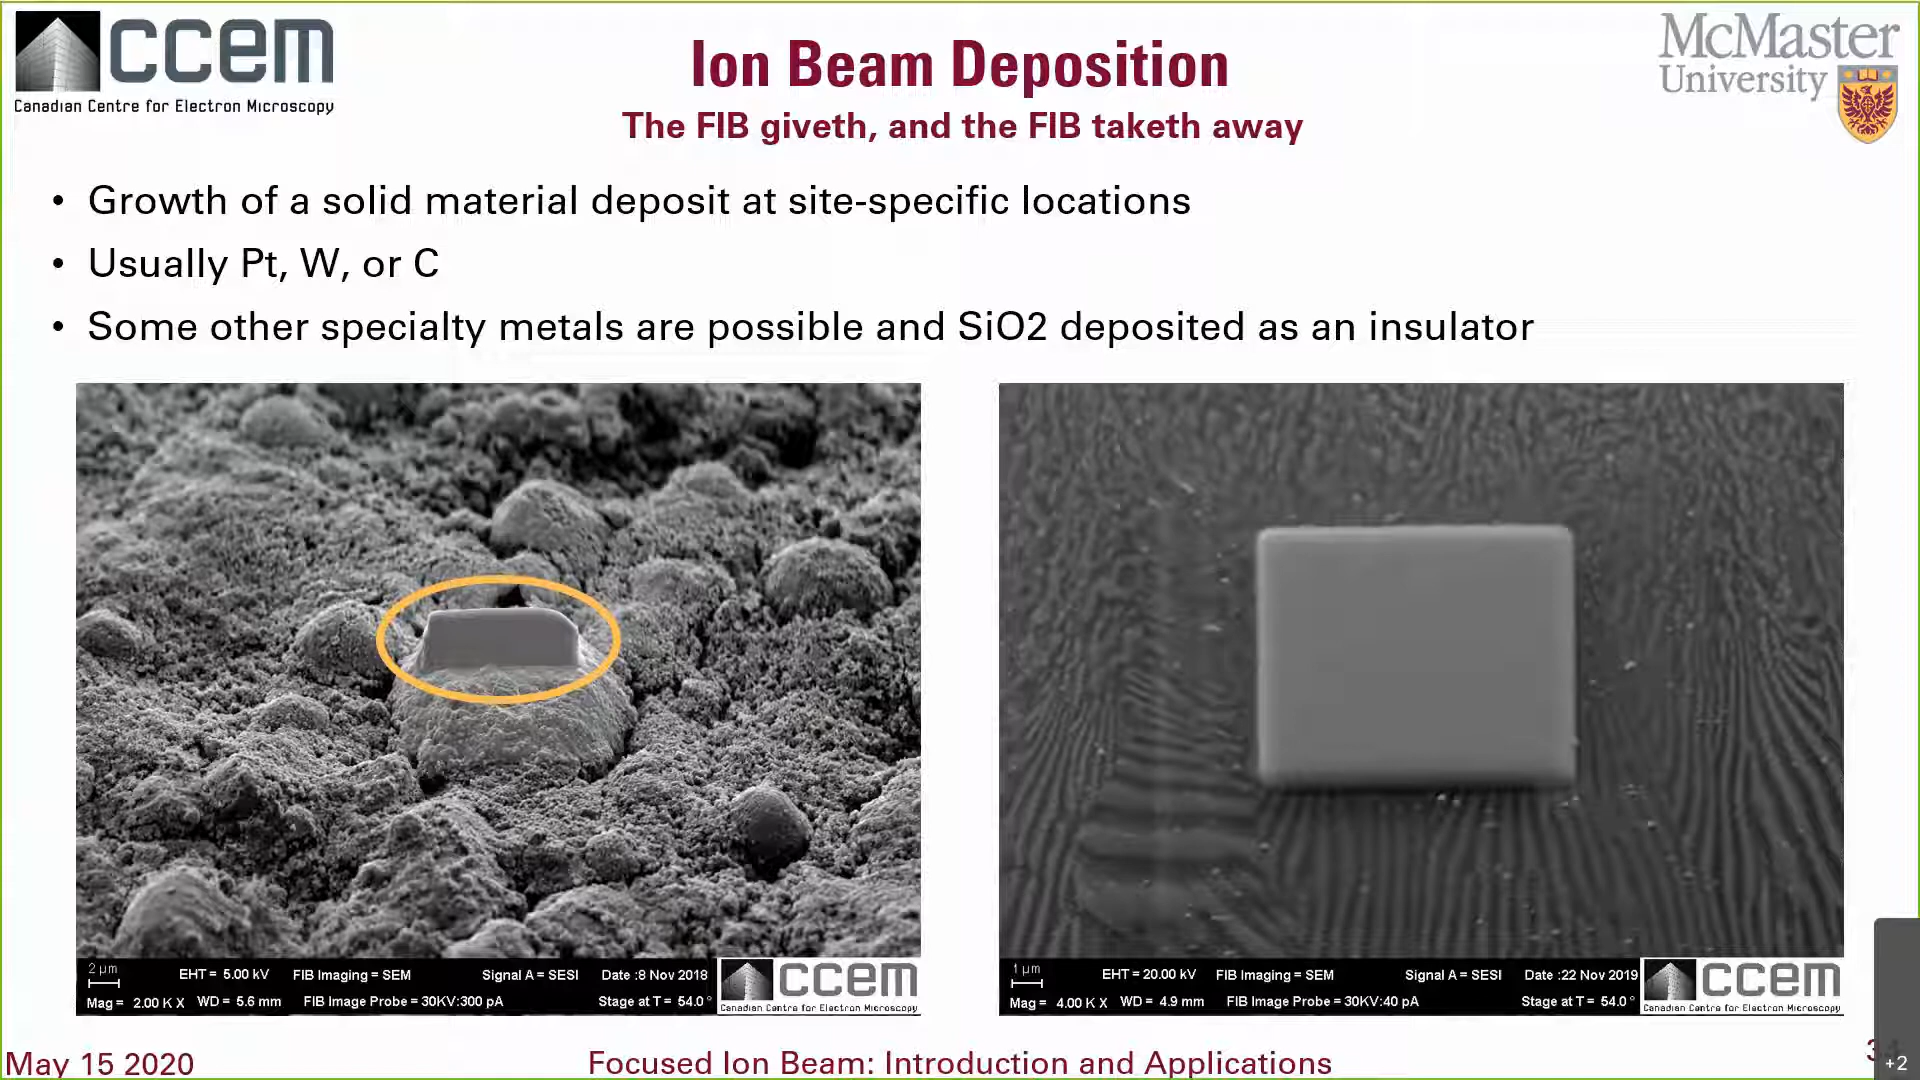 ccem
Canadian Centre for Electron Microscopy
Ion Beam Deposition
The FIB giveth, and the FIB taketh away
McMaster
University
• Growth of a solid material deposit at site-specific locations
• Usually Pt, W, or C
• Some other specialty metals are possible and SiO2 deposited as an insulator
2 µm
EHT = 5.00 kV FIB Imaging = SEM Signal A = SESI Date :8 Nov 2018
Mag = 2.00 K X WD = 5.6 mm FIB Image Probe = 30KV:300 pA Stage at T = 54.0 °
ccem
Canadian Centre for Electron Microscopy
1 µm
EHT = 20.00 kV FIB Imaging = SEM Signal A = SESI Date :22 Nov 2019
Mag = 4.00 K X WD = 4.9 mm FIB Image Probe = 30KV:40 pA Stage at T = 54.0 °
ccem
Canadian Centre for Electron Microscopy
May 15 2020
Focused Ion Beam: Introduction and Applications
+2